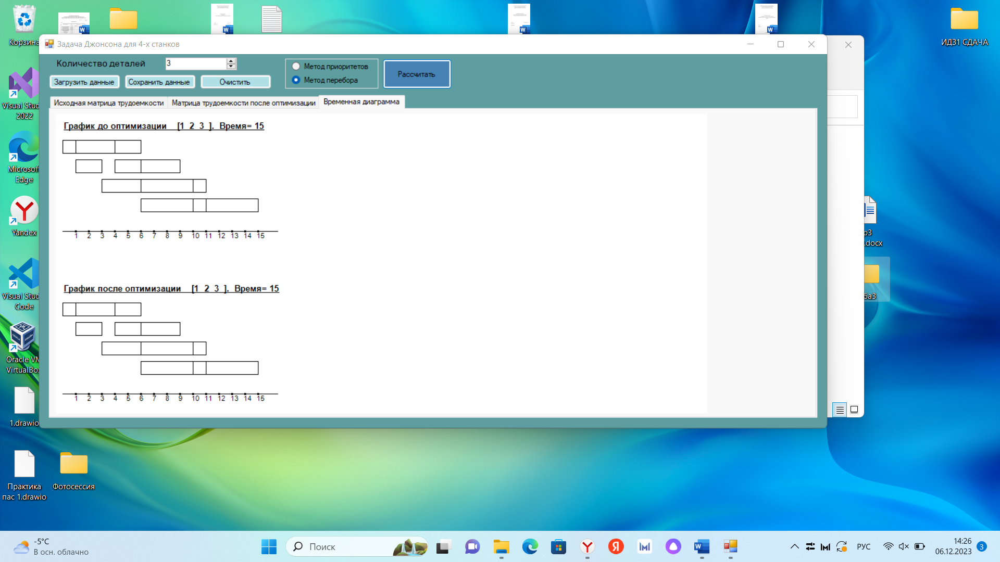 Корзина
ИДЗ1 СДАЧА
Задача Джонсона для 4-х станков
Количество деталей
3
Загрузить данные
Сохранить данные
Очистить
Метод приоритетов
Метод перебора
Рассчитать
Исходная матрица трудоемкости
Матрица трудоемкости после оптимизации
Временная диаграмма
График до оптимизации [1 2 3 ]. Время= 15
1 2 3 4 5 6 7 8 9 10 11 12 13 14 15
График после оптимизации [1 2 3 ]. Время= 15
1 2 3 4 5 6 7 8 9 10 11 12 13 14 15
Visual Stud
2022
Microsof
Edge
Yandex
Visual Stud
Code
Oracle VM
VirtualBo
1.drawio
Практика
пас 1.drawio
Фотосессия
р3
.docx
ба3
-5°C
В осн. облачно
Поиск
РУС
14:26
06.12.2023
3